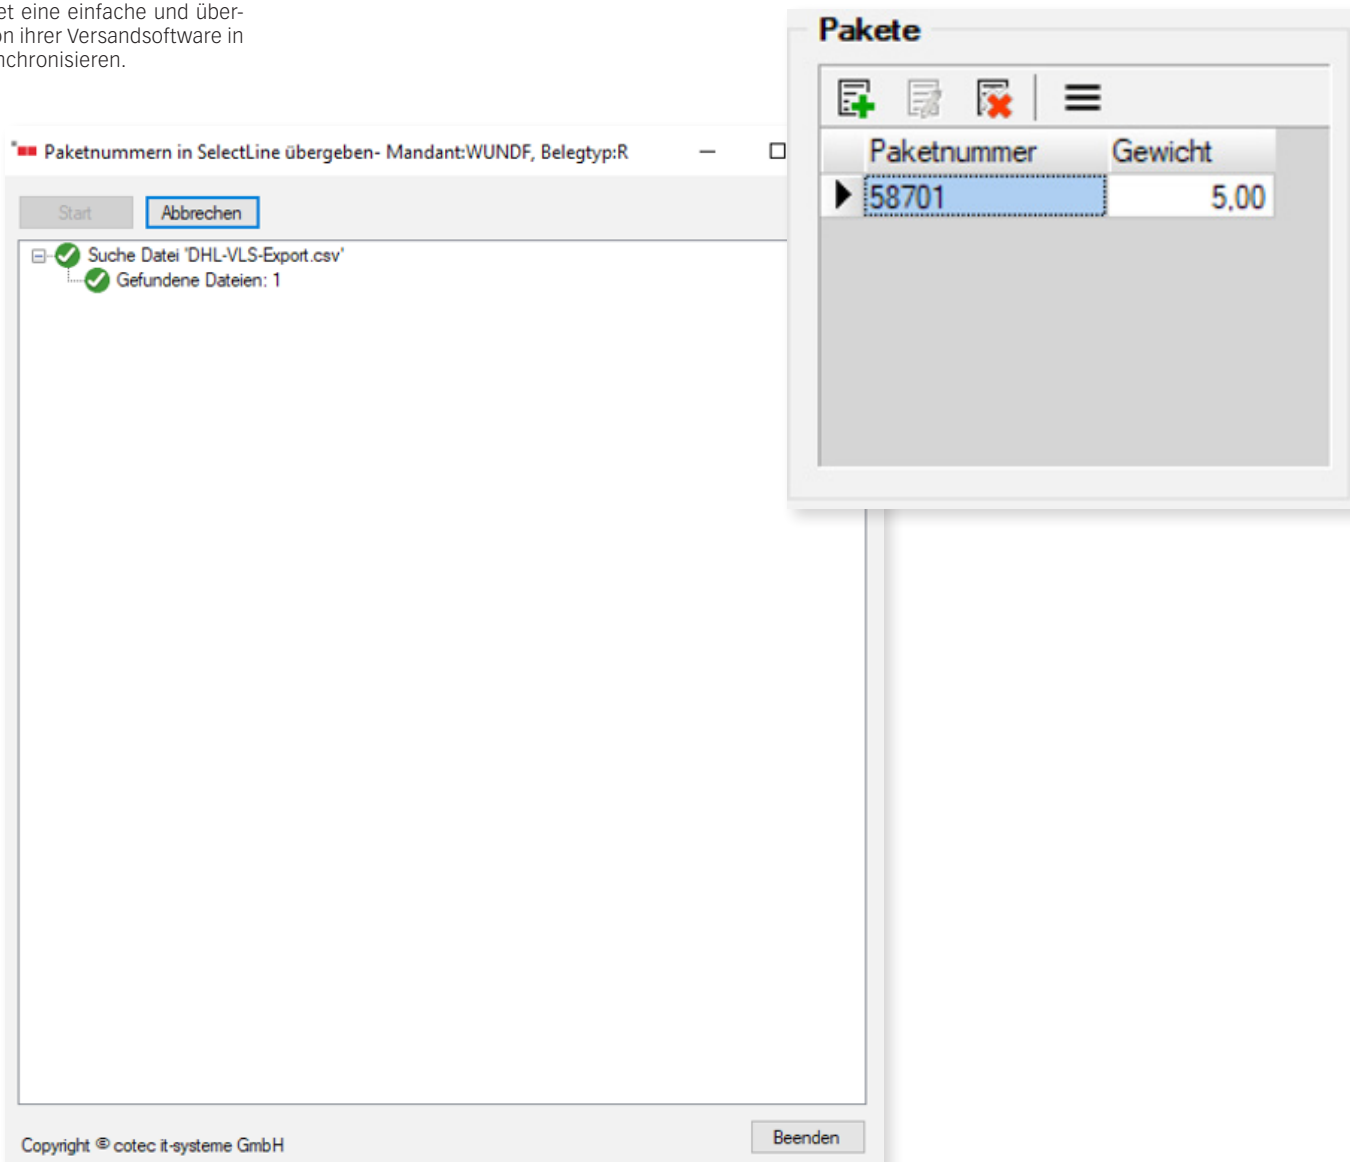 et eine einfache und über-
on ihrer Versandsoftware in
nchronisieren.
Pakete
Paketnummer Gewicht
58701 5,00
Paketnummern in SelectLine übergeben- Mandant:WUNDF, Belegtyp:R
Start Abbrechen
Suche Datei 'DHL-VLS-Export.csv'
Gefundene Dateien: 1
Copyright © cotec it-systeme GmbH
Beenden